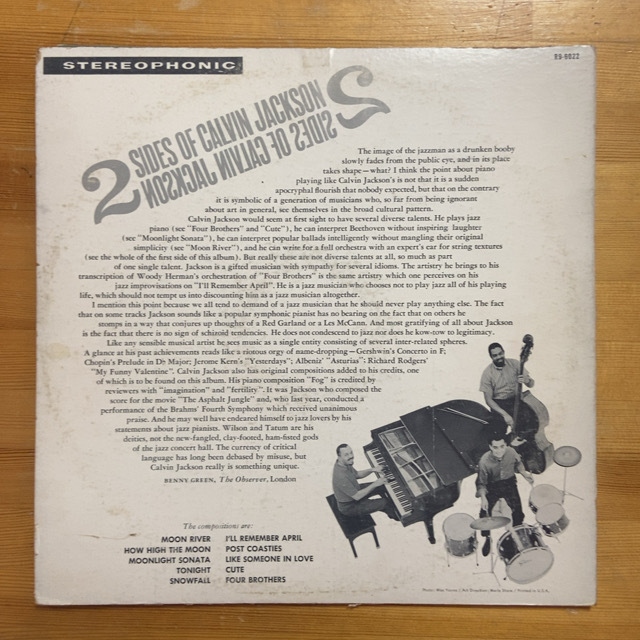 STEREOPHONIC
R9-6022
2 SIDES OF CALVIN JACKSON
2 SIDES OF CALVIN JACKSON
The image of the jazzman as a drunken booby
slowly fades from the public eye, and in its place
takes shape—what? I think the point about piano
playing like Calvin Jackson's is not that it is a sudden
apocryphal flourish that nobody expected, but that on the contrary
it is symbolic of a generation of musicians who, so far from being ignorant
about art in general, see themselves in the broad cultural pattern.
Calvin Jackson would seem at first sight to have several diverse talents. He plays jazz
piano (see "Four Brothers" and "Cute"), he can interpret Beethoven without inspiring laughter
(see "Moonlight Sonata"), he can interpret popular ballads intelligently without mangling their original
simplicity (see "Moon River"), and he can write for a full orchestra with an expert's ear for string textures
(see the whole of the first side of this album). But really these are not diverse talents at all, so much as part
of one single talent. Jackson is a gifted musician with sympathy for several idioms. The artistry he brings to his
transcription of Woody Herman's orchestration of "Four Brothers" is the same artistry which one perceives on his
jazz improvisations on "I'll Remember April". He is a jazz musician who chooses not to play jazz all of his playing
life, which should not tempt us into discounting him as a jazz musician altogether.
I mention this point because we all tend to demand of a jazz musician that he should never play anything else. The fact
that on some tracks Jackson sounds like a popular symphonic pianist has no bearing on the fact that on others he
stomps in a way that conjures up thoughts of a Red Garland or a Les McCann. And most gratifying of all about Jackson
is the fact that there is no sign of schizoid tendencies. He does not condescend to jazz nor does he kow-tow to legitimacy.
Like any sensible musical artist he sees music as a single entity consisting of several inter-related spheres.
A glance at his past achievements reads like a riotous orgy of name-dropping—Gershwin's Concerto in F;
Chopin's Prelude in D♭ Major; Jerome Kern's "Yesterdays"; Albeniz' "Asturias"; Richard Rodgers'
"My Funny Valentine". Calvin Jackson also has original compositions added to his credits, one
of which is to be found on this album. His piano composition "Fog" is credited by
reviewers with "imagination" and "fertility". It was Jackson who composed the
score for the movie "The Asphalt Jungle" and, who last year, conducted a
performance of the Brahms' Fourth Symphony which received unanimous
praise. And he may well have endeared himself to jazz lovers by his
statements about jazz pianists. Wilson and Tatum are his
deities, not the new-fangled, clay-footed, ham-fisted gods
of the jazz concert hall. The currency of critical
language has long been debased by misuse, but
Calvin Jackson really is something unique.
BENNY GREEN, The Observer, London
The compositions are:
MOON RIVER I'LL REMEMBER APRIL
HOW HIGH THE MOON POST COASTIES
MOONLIGHT SONATA LIKE SOMEONE IN LOVE
TONIGHT CUTE
SNOWFALL FOUR BROTHERS
Printed in U.S.A.